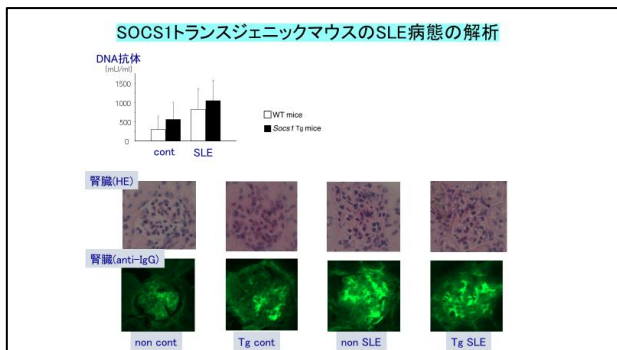 SOCS1トランスジェニックマウスのSLE病態の解析
DNA抗体
(mU/ml)
1500
1000
500
0
cont
SLE
WT mice
Socs1 Tg mice
腎臓(HE)
腎臓(anti-IgG)
non cont
Tg cont
non SLE
Tg SLE